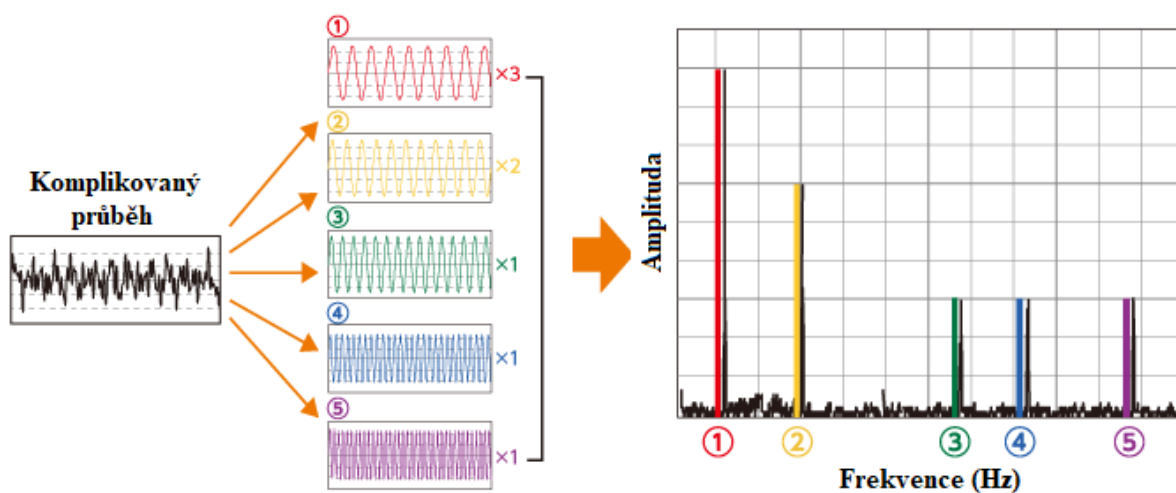 Komplikovaný
průběh
①
×3
②
×2
③
×1
④
×1
⑤
×1
Amplituda
① ② ③ ④ ⑤
Frekvence (Hz)